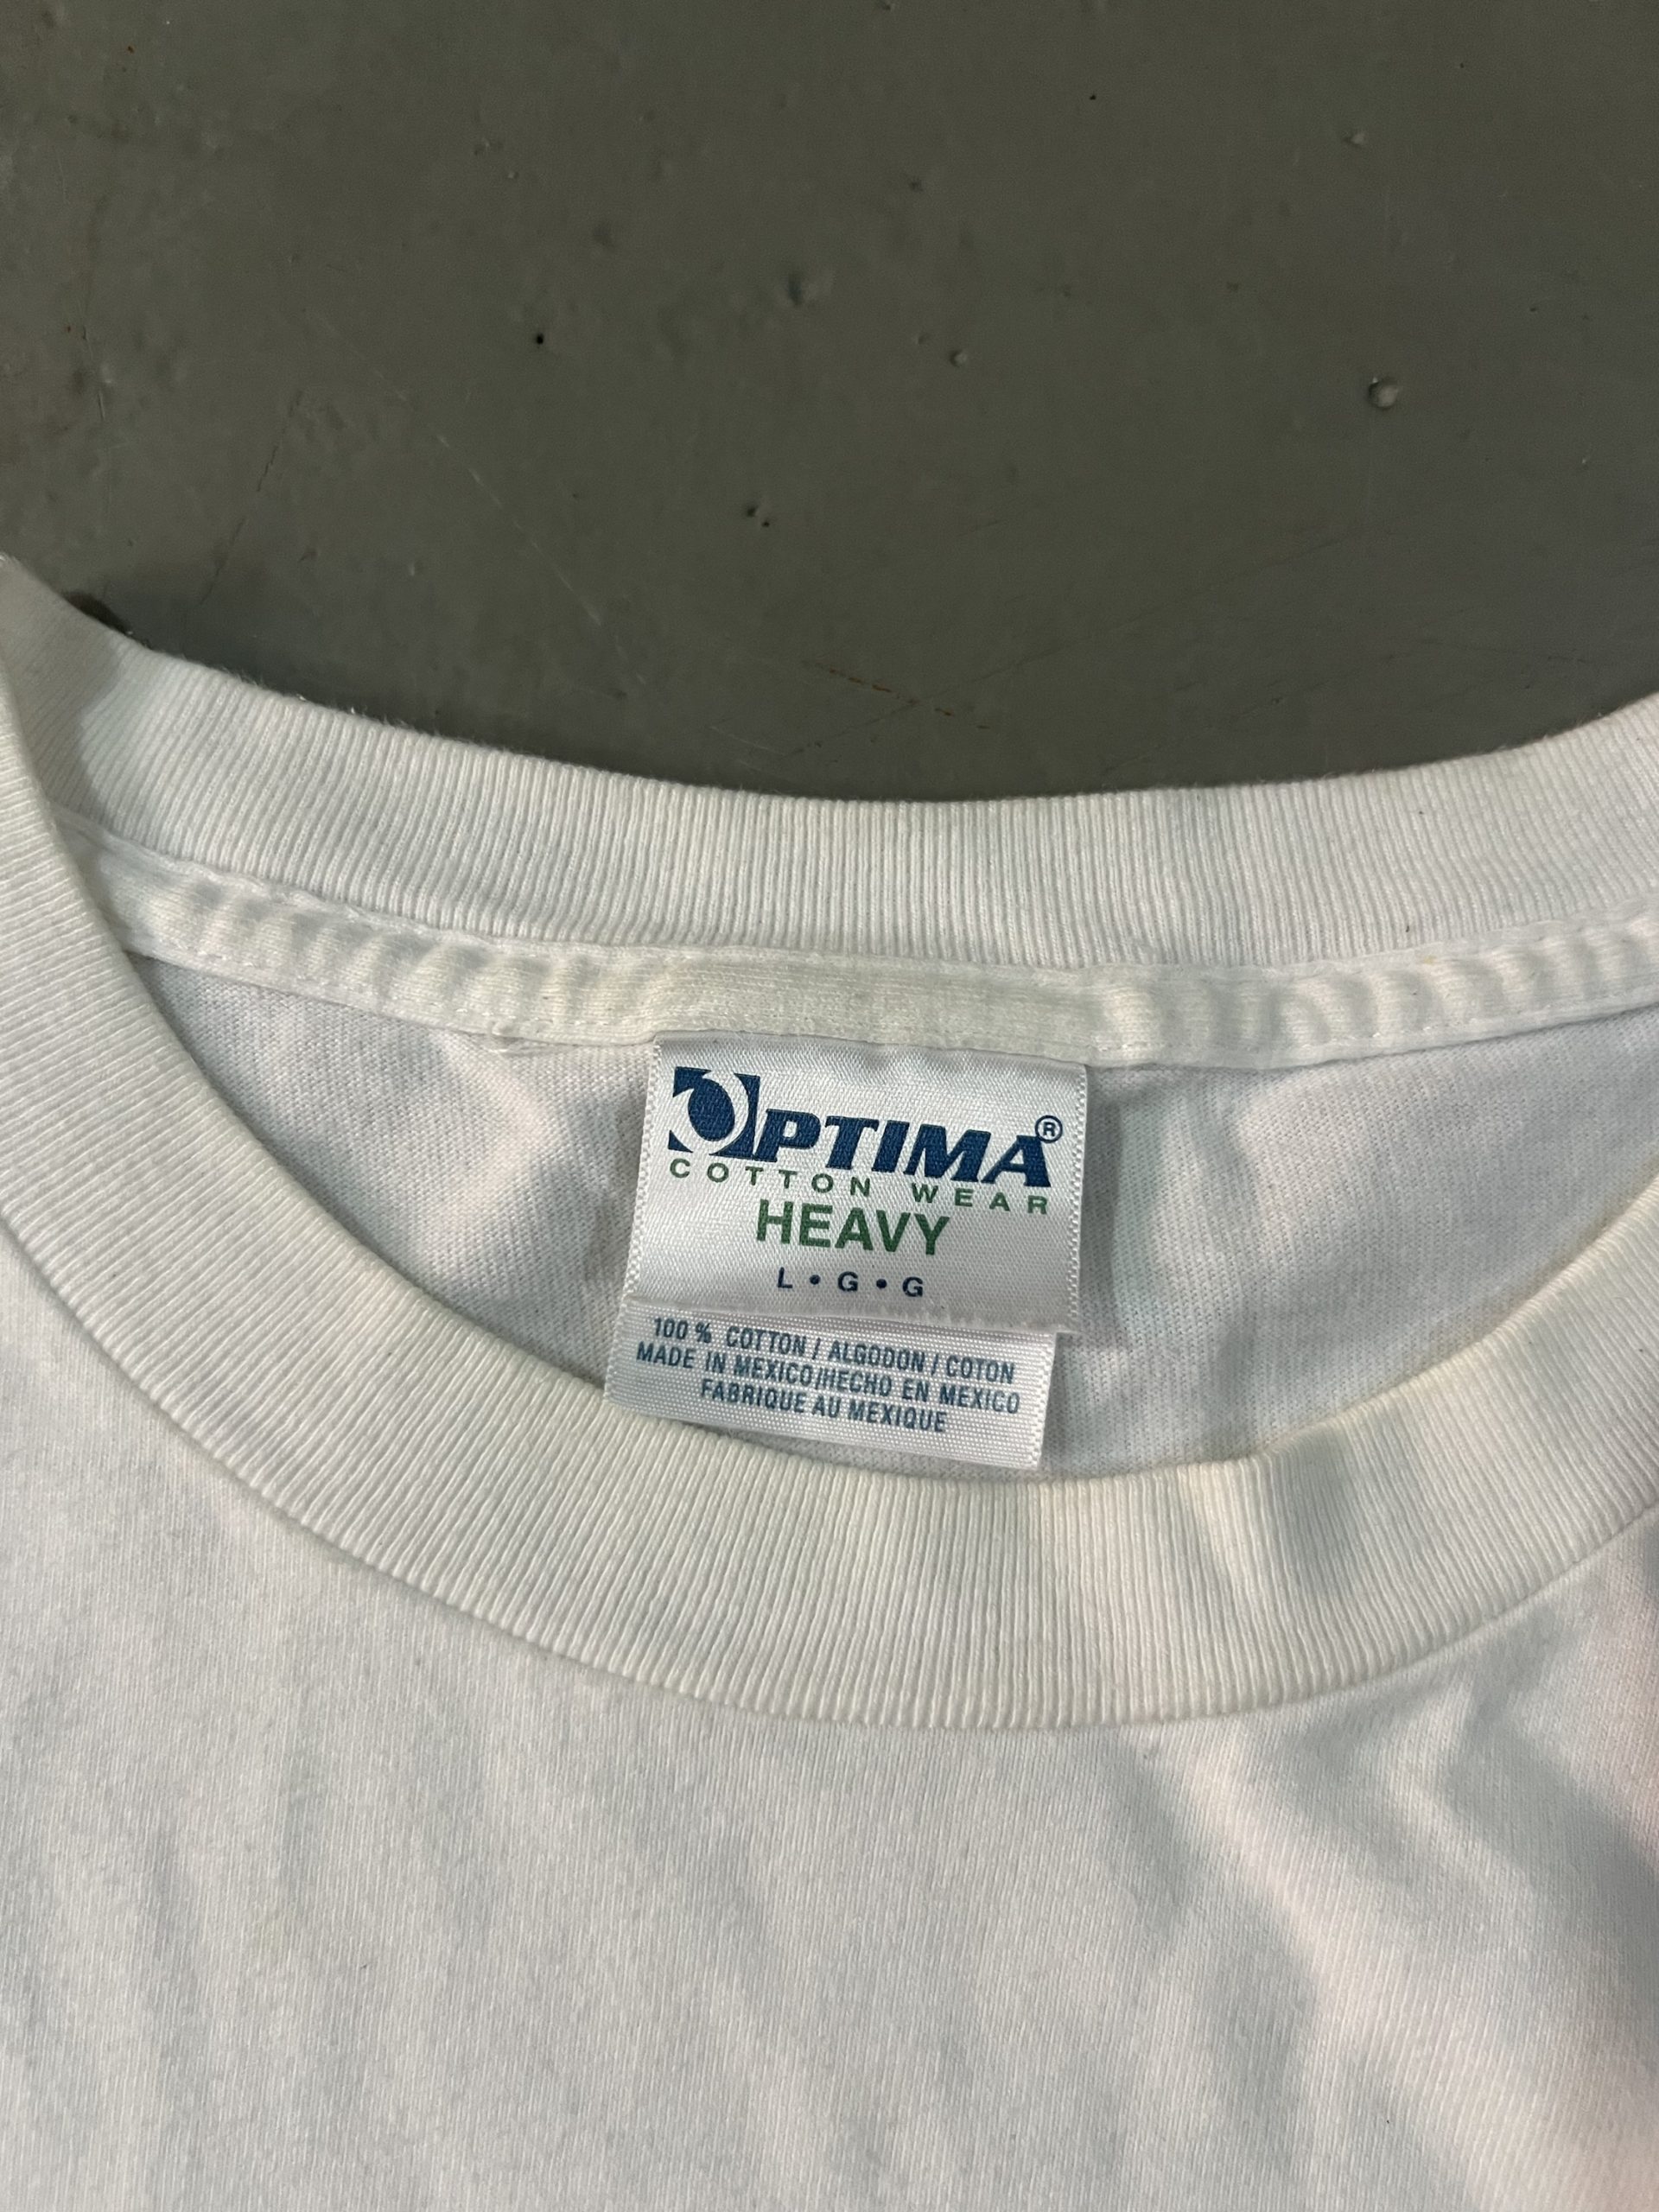 OPTIMA®
COTTON WEAR
HEAVY
L • G • G
100 % COTTON / ALGODON / COTON
MADE IN MEXICO/HECHO EN MEXICO
FABRIQUE AU MEXIQUE